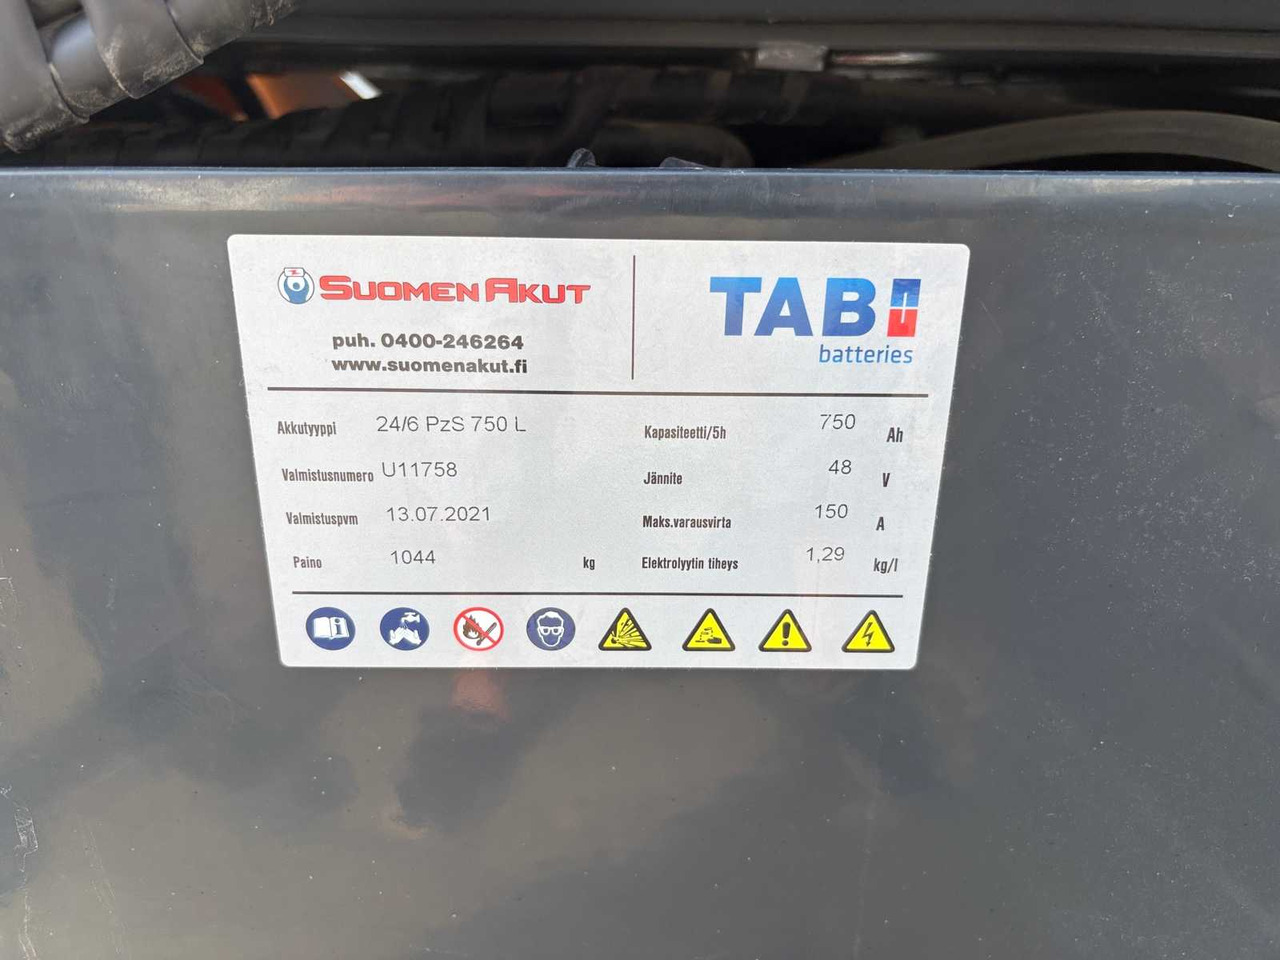 SUOMEN AKUT
puh. 0400-246264
www.suomenakut.fi
TAB
batteries
Akkutyyppi 24/6 PzS 750 L
Valmistusnumero U11758
Valmistuspvm 13.07.2021
Paino 1044 kg
Kapasiteetti/5h 750 Ah
Jännite 48 V
Maks.varausvirta 150 A
Elektrolyytin tiheys 1,29 kg/l